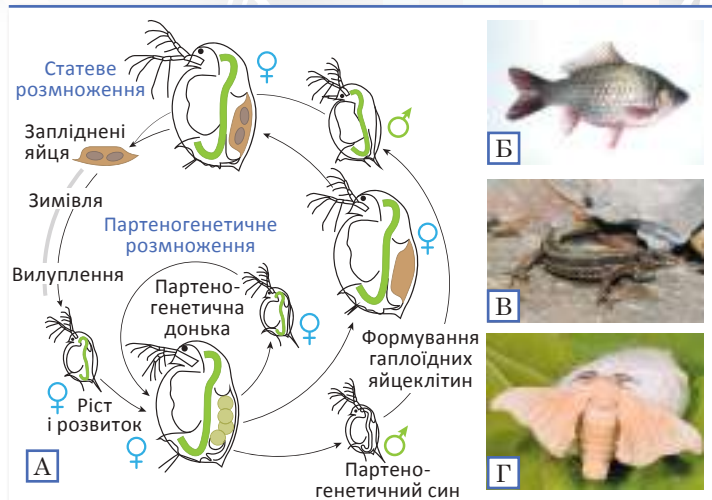 Статеве
розмноження
♀
♂
Запліднені
яйця
Зимівля
Партеногенетичне
розмноження
♀
Вилуплення
Партено-
генетична
донька
♀
Формування
гаплоїдних
яйцеклітин
♀
Ріст
і розвиток
♀
♂
Партено-
генетичний син
А
Б
В
Г